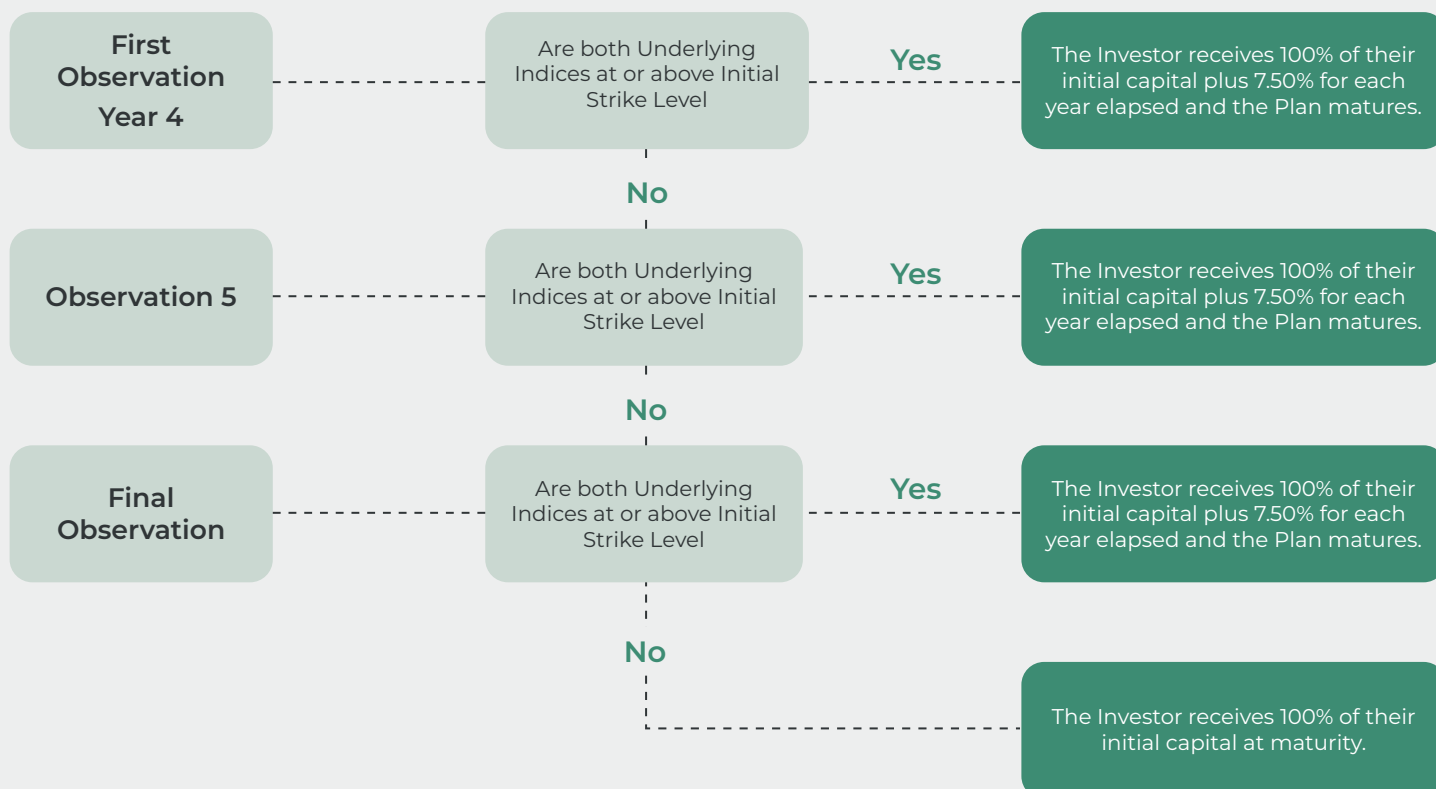 First
Observation
Year 4
Are both Underlying
Indices at or above Initial
Strike Level
Yes
The Investor receives 100% of their
initial capital plus 7.50% for each
year elapsed and the Plan matures.
No
Observation 5
Are both Underlying
Indices at or above Initial
Strike Level
Yes
The Investor receives 100% of their
initial capital plus 7.50% for each
year elapsed and the Plan matures.
No
Final
Observation
Are both Underlying
Indices at or above Initial
Strike Level
Yes
The Investor receives 100% of their
initial capital plus 7.50% for each
year elapsed and the Plan matures.
No
The Investor receives 100% of their
initial capital at maturity.